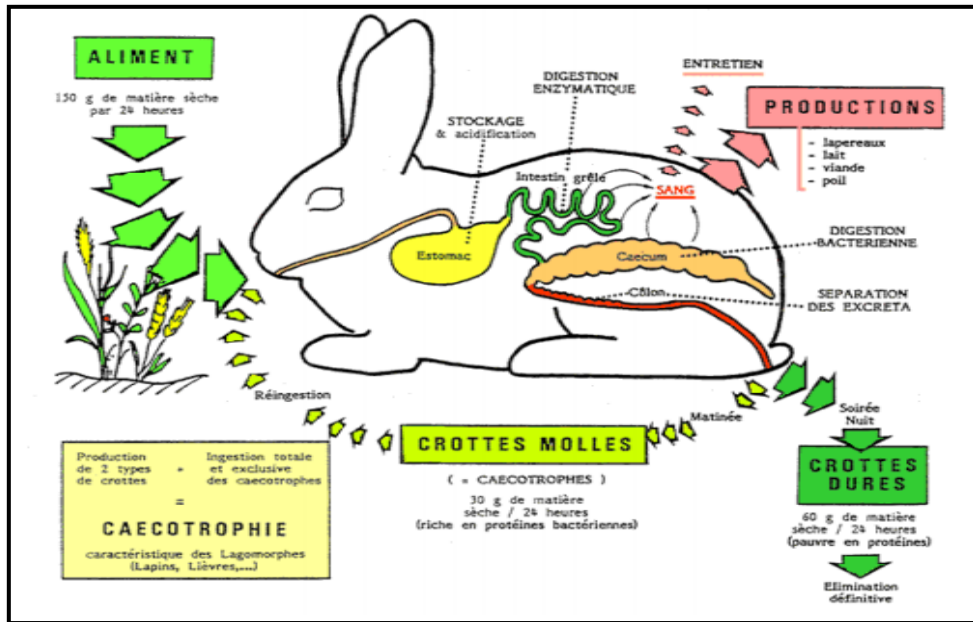 ALIMENT
150 g de matière sèche
par 24 heures
STOCKAGE
& acidification
DIGESTION
ENZYMATIQUE
ENTRETIEN
PRODUCTIONS
- lapereaux
- lait
- viande
- poil
Intestin grêle
SANG
Estomac
Caecum
Côlon
DIGESTION
BACTERIENNE
SEPARATION
DES EXCRETA
Réingestion
Matinée
Soirée
Nuit
CROTTES MOLLES
( = CAECOTROPHES )
30 g de matière
sèche / 24 heures
(riche en protéines bactériennes)
CROTTES
DURES
60 g de matière
sèche / 24 heures
(pauvre en protéines)
Elimination
définitive
Production
de 2 types
de crottes
Ingestion totale
et exclusive
des caecotrophes
=
CAECOTROPHIE
caractéristique des Lagomorphes
(Lapins, Lièvres,...)